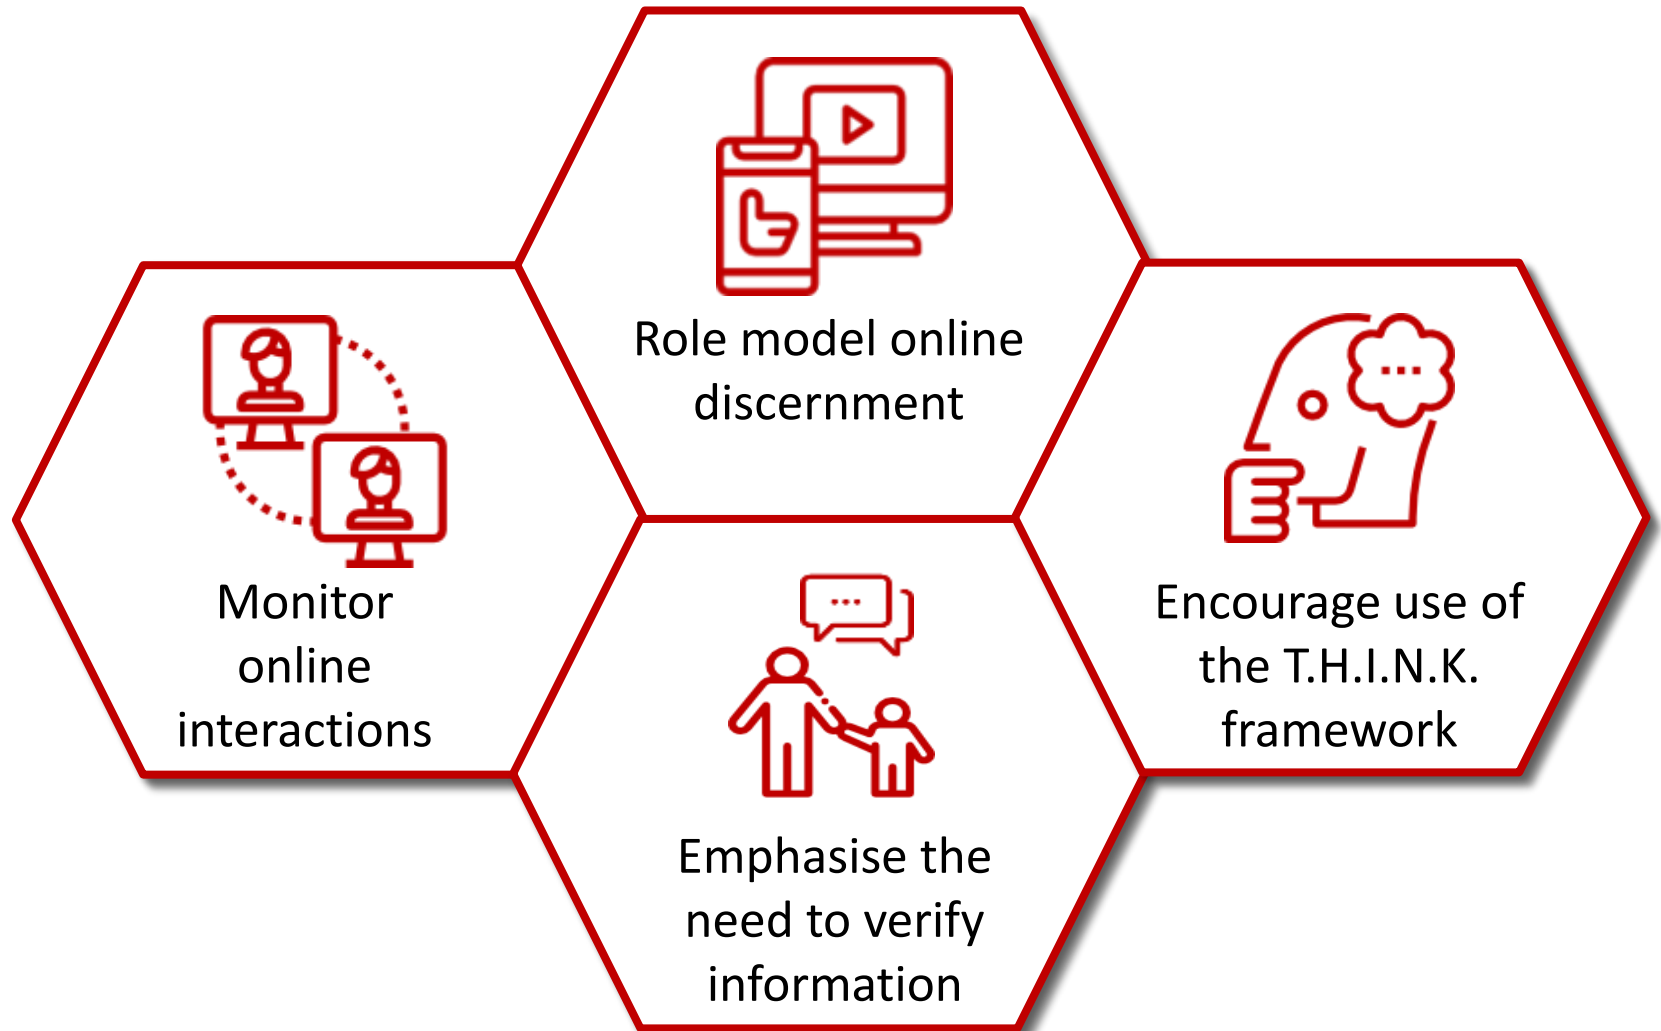 Role model online
discernment
Monitor
online
interactions
Encourage use of
the T.H.I.N.K.
framework
Emphasise the
need to verify
information